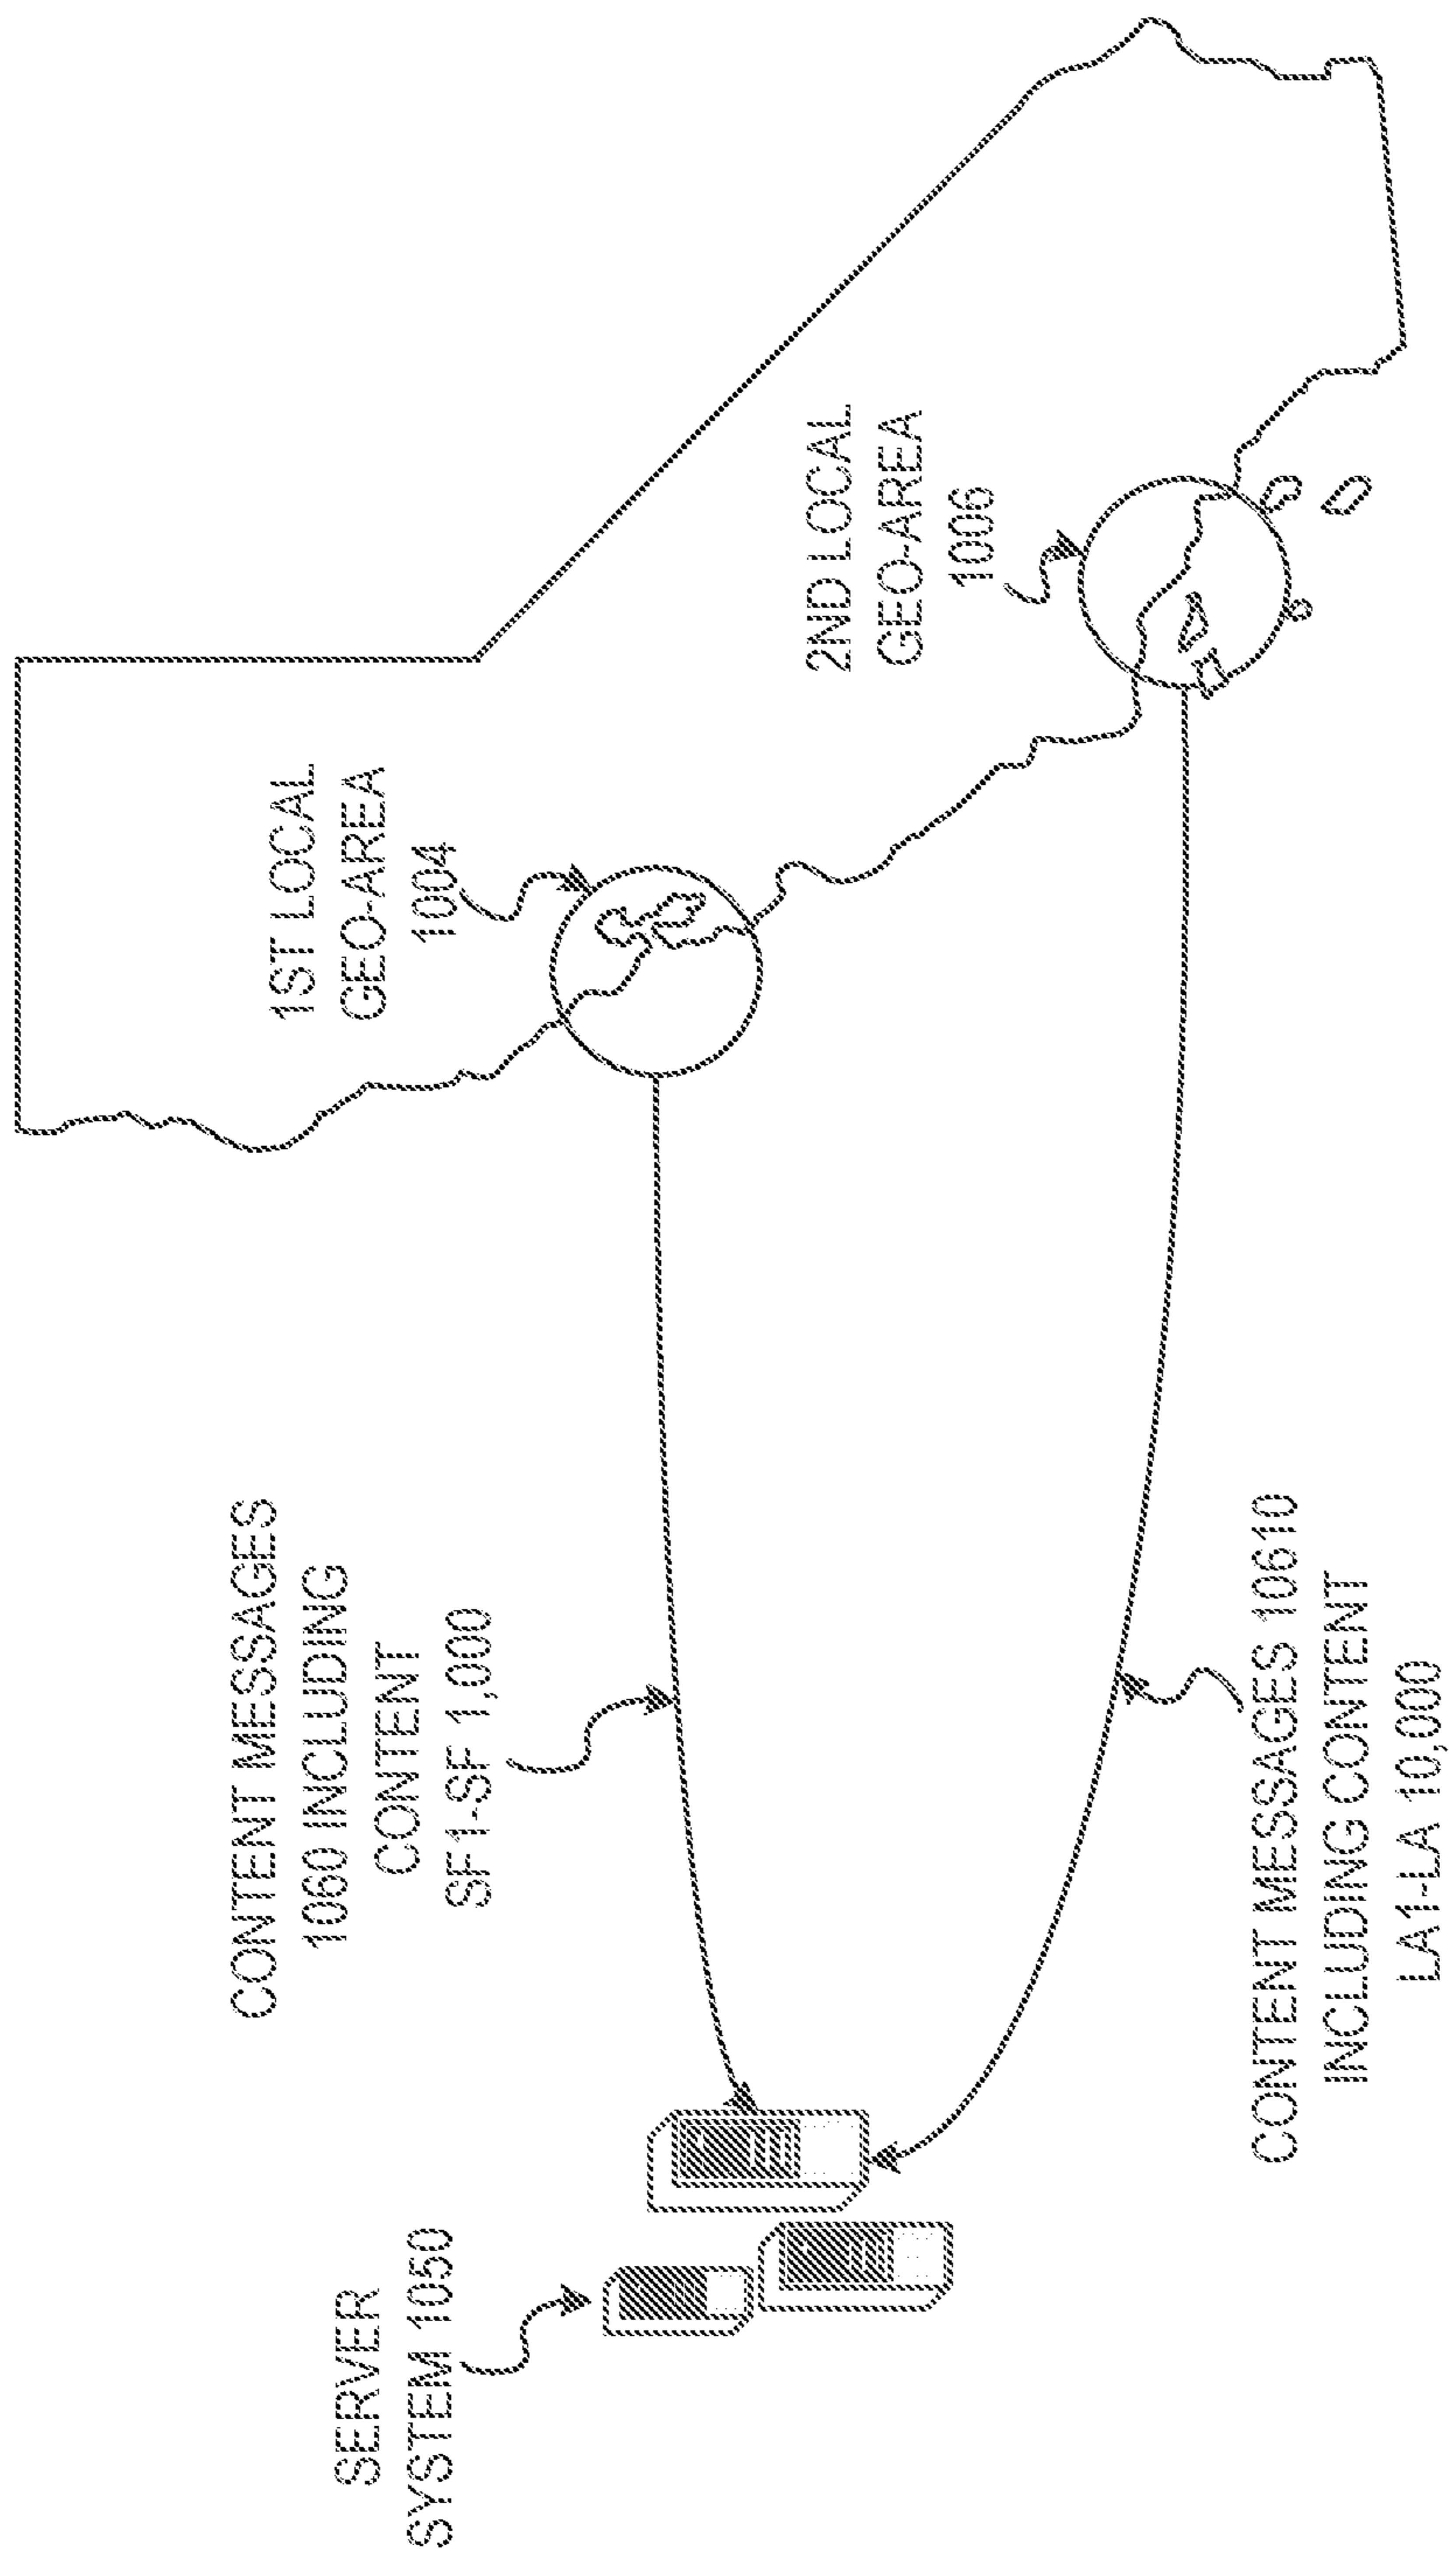 SERVER
SYSTEM 1050
CONTENT MESSAGES
1060 INCLUDING
CONTENT
SF1-SF 1,000
1ST LOCAL
GEO-AREA
1004
2ND LOCAL
GEO-AREA
1006
CONTENT MESSAGES 10610
INCLUDING CONTENT
LA1-LA 10,000